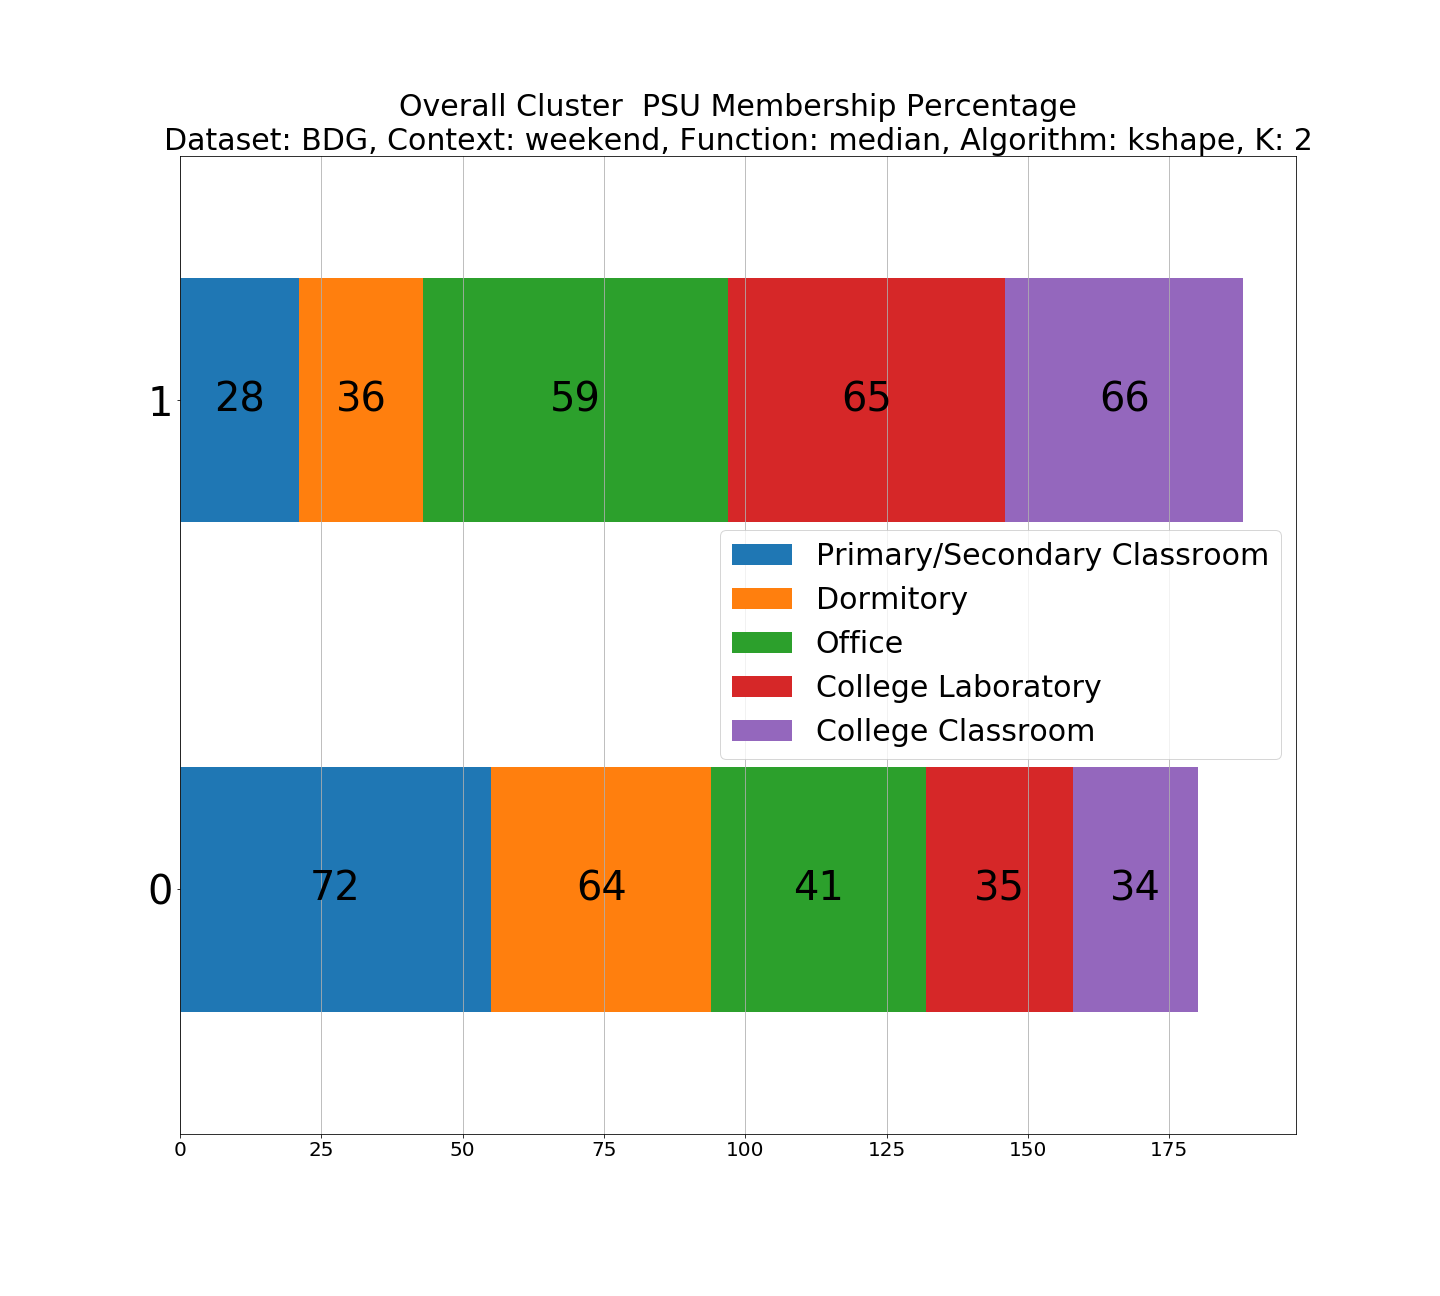 Overall Cluster  PSU Membership Percentage
Dataset: BDG, Context: weekend, Function: median, Algorithm: kshape, K: 2
1
28
36
59
65
66
Primary/Secondary Classroom
Dormitory
Office
College Laboratory
College Classroom
0
72
64
41
35
34
0 25 50 75 100 125 150 175